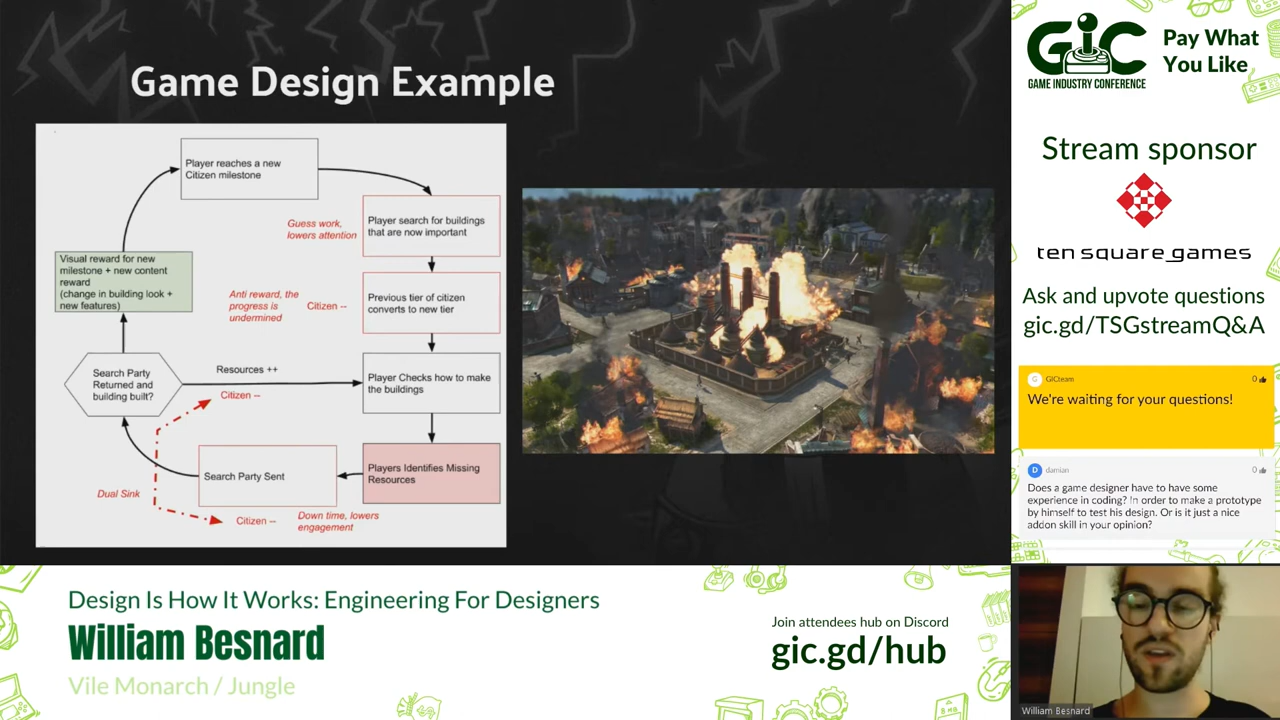 Game Design Example
Player reaches a new
Citizen milestone
Guess work,
lowers attention
Player search for buildings
that are now important
Visual reward for new
milestone + new content
reward
(change in building look +
new features)
Anti reward, the
progress is
undermined
Citizen --
Previous tier of citizen
converts to new tier
Search Party
Returned and
building built?
Resources ++
Citizen --
Player Checks how to make
the buildings
Search Party Sent
Players Identifies Missing
Resources
Dual Sink
Citizen --
Down time, lowers
engagement
GIC
GAME INDUSTRY CONFERENCE
Pay What
You Like
Stream sponsor
ten square games
Ask and upvote questions
gic.gd/TSGstreamQ&A
G
GICteam
0
We're waiting for your questions!
D
damian
0
Does a game designer have to have some
experience in coding? In order to make a prototype
by himself to test his design. Or is it just a nice
addon skill in your opinion?
Design Is How It Works: Engineering For Designers
William Besnard
Vile Monarch / Jungle
Join attendees hub on Discord
gic.gd/hub
William Besnard